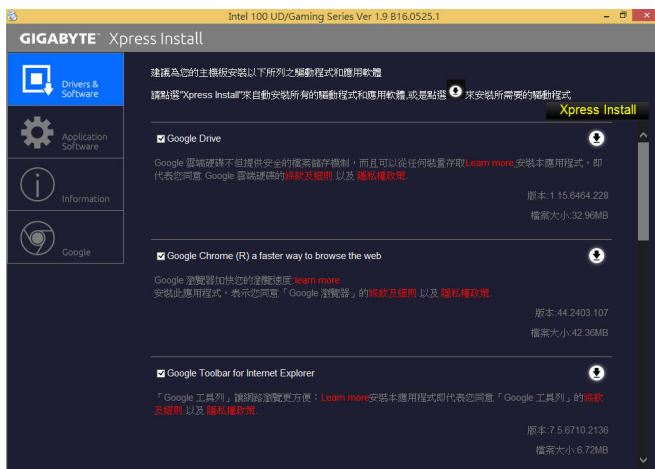 Intel 100 UD/Gaming Series Ver 1.9 B16.0525.1
GIGABYTE™ Xpress Install
Drivers &
Software
Application
Software
Information
Google
建議為您的主機板安裝以下所列之驅動程式和應用軟體
請點選"Xpress Install"來自動安裝所有的驅動程式和應用軟體,或是點選 來安裝所需要的驅動程式
Xpress Install
Google Drive
Google 雲端硬碟不但提供安全的檔案儲存機制，而且可以從任何裝置存取Learn more.安裝本應用程式，即
代表您同意 Google 雲端硬碟的條款及細則 以及 隱私權政策.
版本:1.15.6464.228
檔案大小:32.96MB
Google Chrome (R) a faster way to browse the web
Google 瀏覽器加快您的瀏覽速度:learn more
安裝此應用程式，表示您同意「Google 瀏覽器」的條款及細則 以及 隱私權政策.
版本:44.2403.107
檔案大小:42.36MB
Google Toolbar for Internet Explorer
「Google 工具列」讓網路瀏覽更方便：Learn more安裝本應用程式即代表您同意「Google 工具列」的條款
及細則 以及 隱私權政策.
版本:7.5.6710.2136
檔案大小:6.72MB